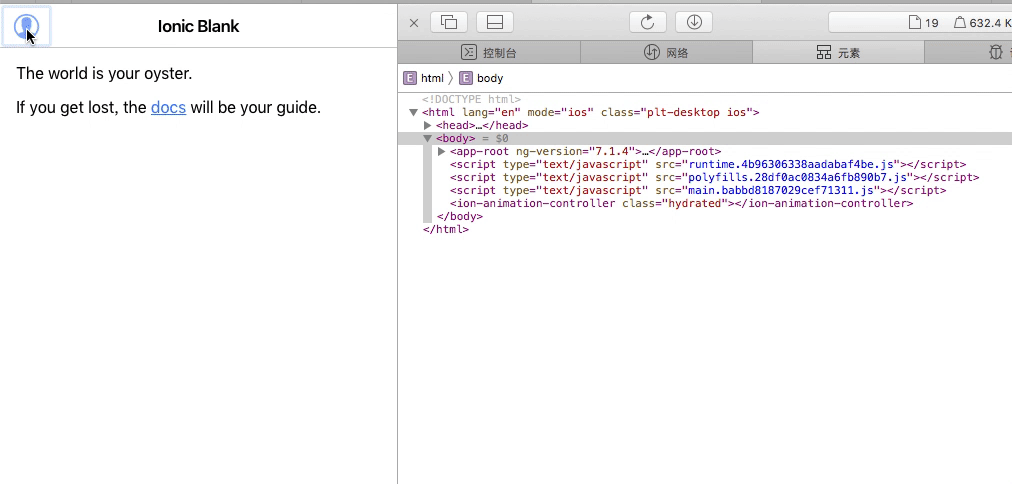 Ionic Blank
The world is your oyster.
If you get lost, the docs will be your guide.
19 632.4 K
控制台 网络 元素
E html 〉 E body
<!DOCTYPE html>
<html lang="en" mode="ios" class="plt-desktop ios">
<head>…</head>
<body> = $0
<app-root ng-version="7.1.4">…</app-root>
<script type="text/javascript" src="runtime.4b96306338aadabaf4be.js"></script>
<script type="text/javascript" src="polyfills.28df0ac0834a6fb890b7.js"></script>
<script type="text/javascript" src="main.babbd8187029cef71311.js"></script>
<ion-animation-controller class="hydrated"></ion-animation-controller>
</body>
</html>